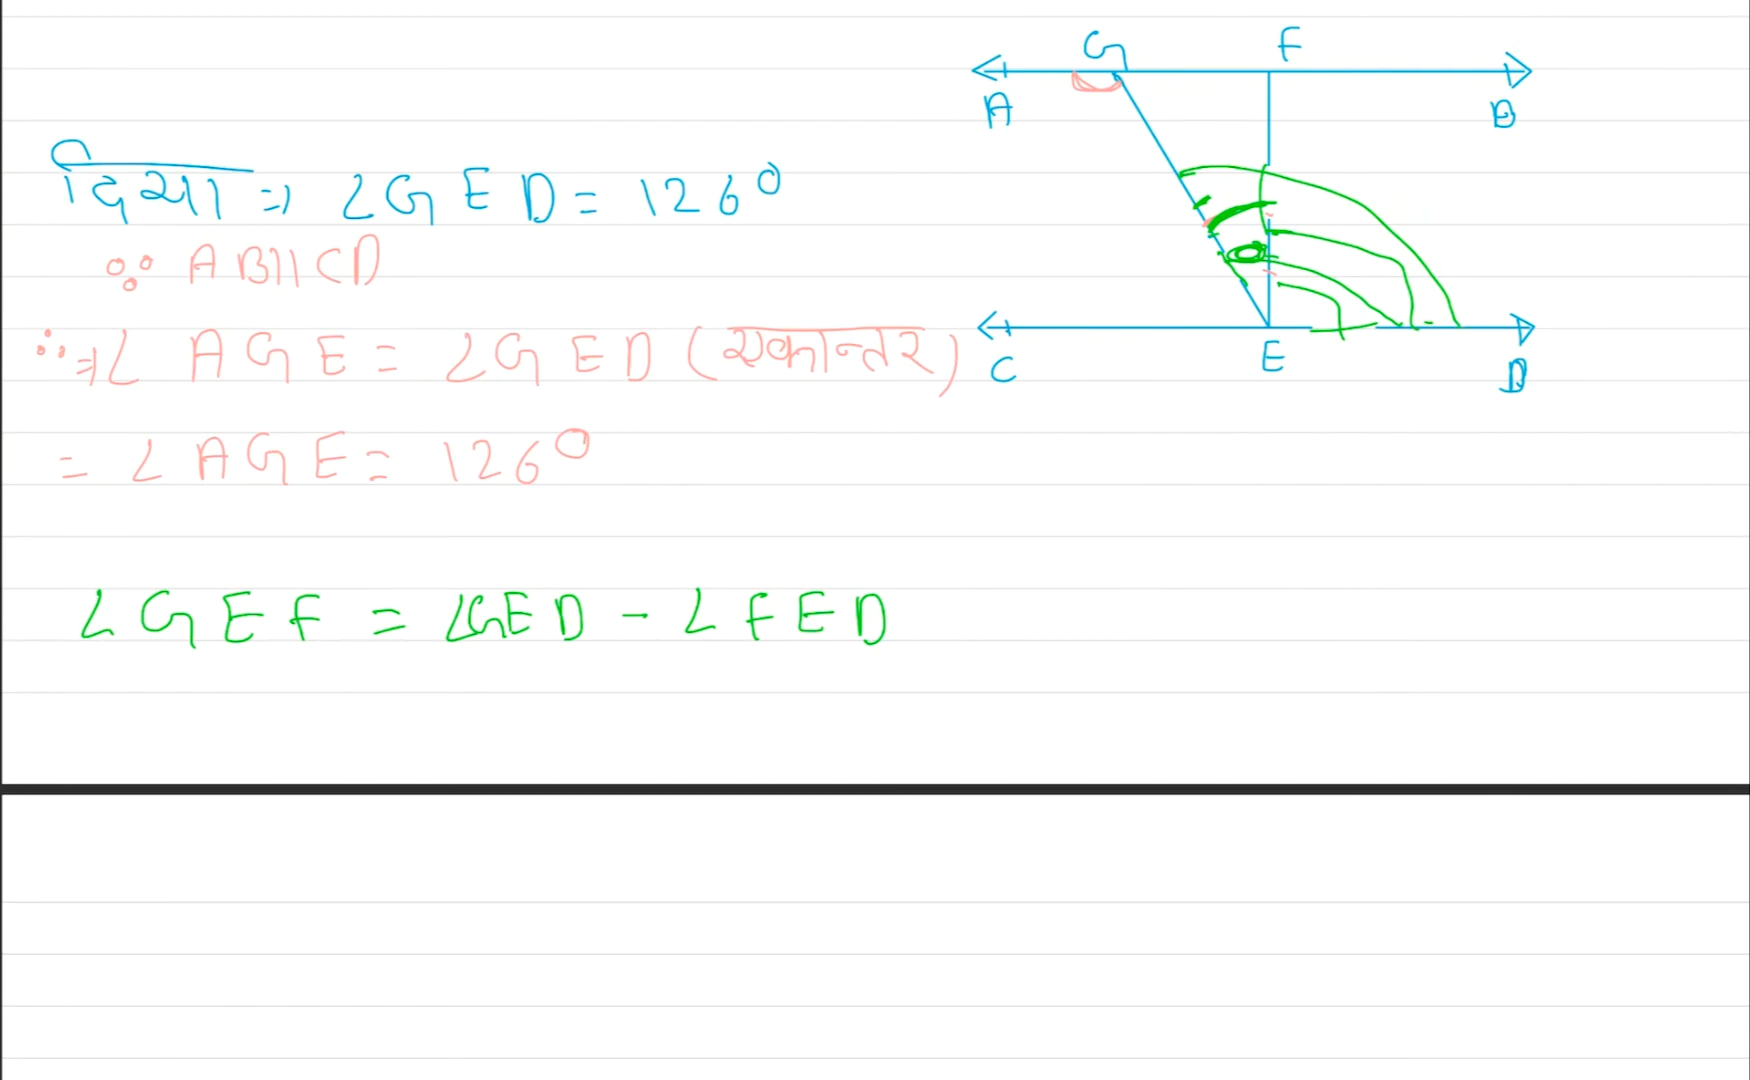 G F
A B
दिया ⇒ ∠GED = 126°
∵ AB||CD
∴ ⇒ ∠AGE = ∠GED (एकान्तर)
C E D
= ∠AGE = 126°
∠GEF = ∠GED - ∠FED